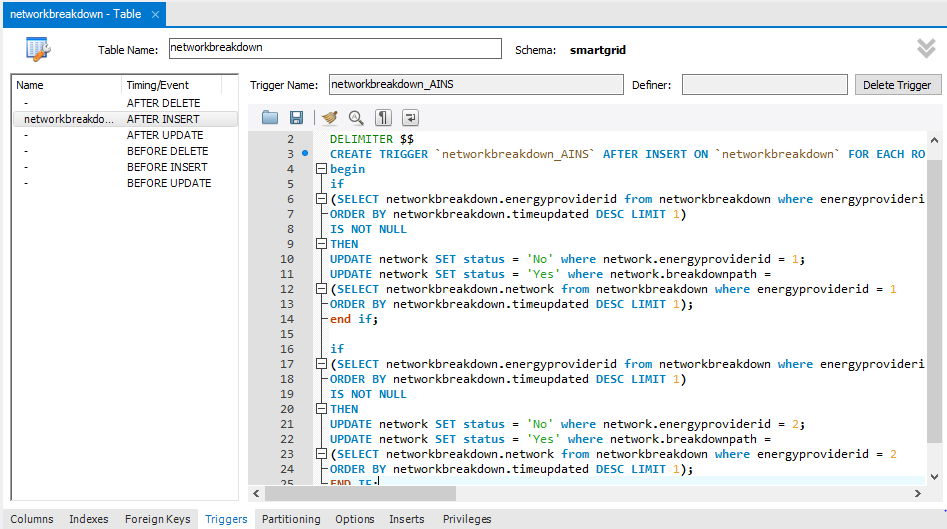 networkbreakdown - Table ×
Table Name: networkbreakdown Schema: smartgrid
Name Timing/Event
- AFTER DELETE
networkbreakdo... AFTER INSERT
- AFTER UPDATE
- BEFORE DELETE
- BEFORE INSERT
- BEFORE UPDATE
Trigger Name: networkbreakdown_AINS Definer: Delete Trigger
2 DELIMITER $$
3 CREATE TRIGGER `networkbreakdown_AINS` AFTER INSERT ON `networkbreakdown` FOR EACH RO
4 begin
5 if
6 (SELECT networkbreakdown.energyproviderid from networkbreakdown where energyprovideri
7 ORDER BY networkbreakdown.timeupdated DESC LIMIT 1)
8 IS NOT NULL
9 THEN
10 UPDATE network SET status = 'No' where network.energyproviderid = 1;
11 UPDATE network SET status = 'Yes' where network.breakdownpath =
12 (SELECT networkbreakdown.network from networkbreakdown where energyproviderid = 1
13 ORDER BY networkbreakdown.timeupdated DESC LIMIT 1);
14 end if;
15
16 if
17 (SELECT networkbreakdown.energyproviderid from networkbreakdown where energyprovideri
18 ORDER BY networkbreakdown.timeupdated DESC LIMIT 1)
19 IS NOT NULL
20 THEN
21 UPDATE network SET status = 'No' where network.energyproviderid = 2;
22 UPDATE network SET status = 'Yes' where network.breakdownpath =
23 (SELECT networkbreakdown.network from networkbreakdown where energyproviderid = 2
24 ORDER BY networkbreakdown.timeupdated DESC LIMIT 1);
25 END IF;
Columns Indexes Foreign Keys Triggers Partitioning Options Inserts Privileges